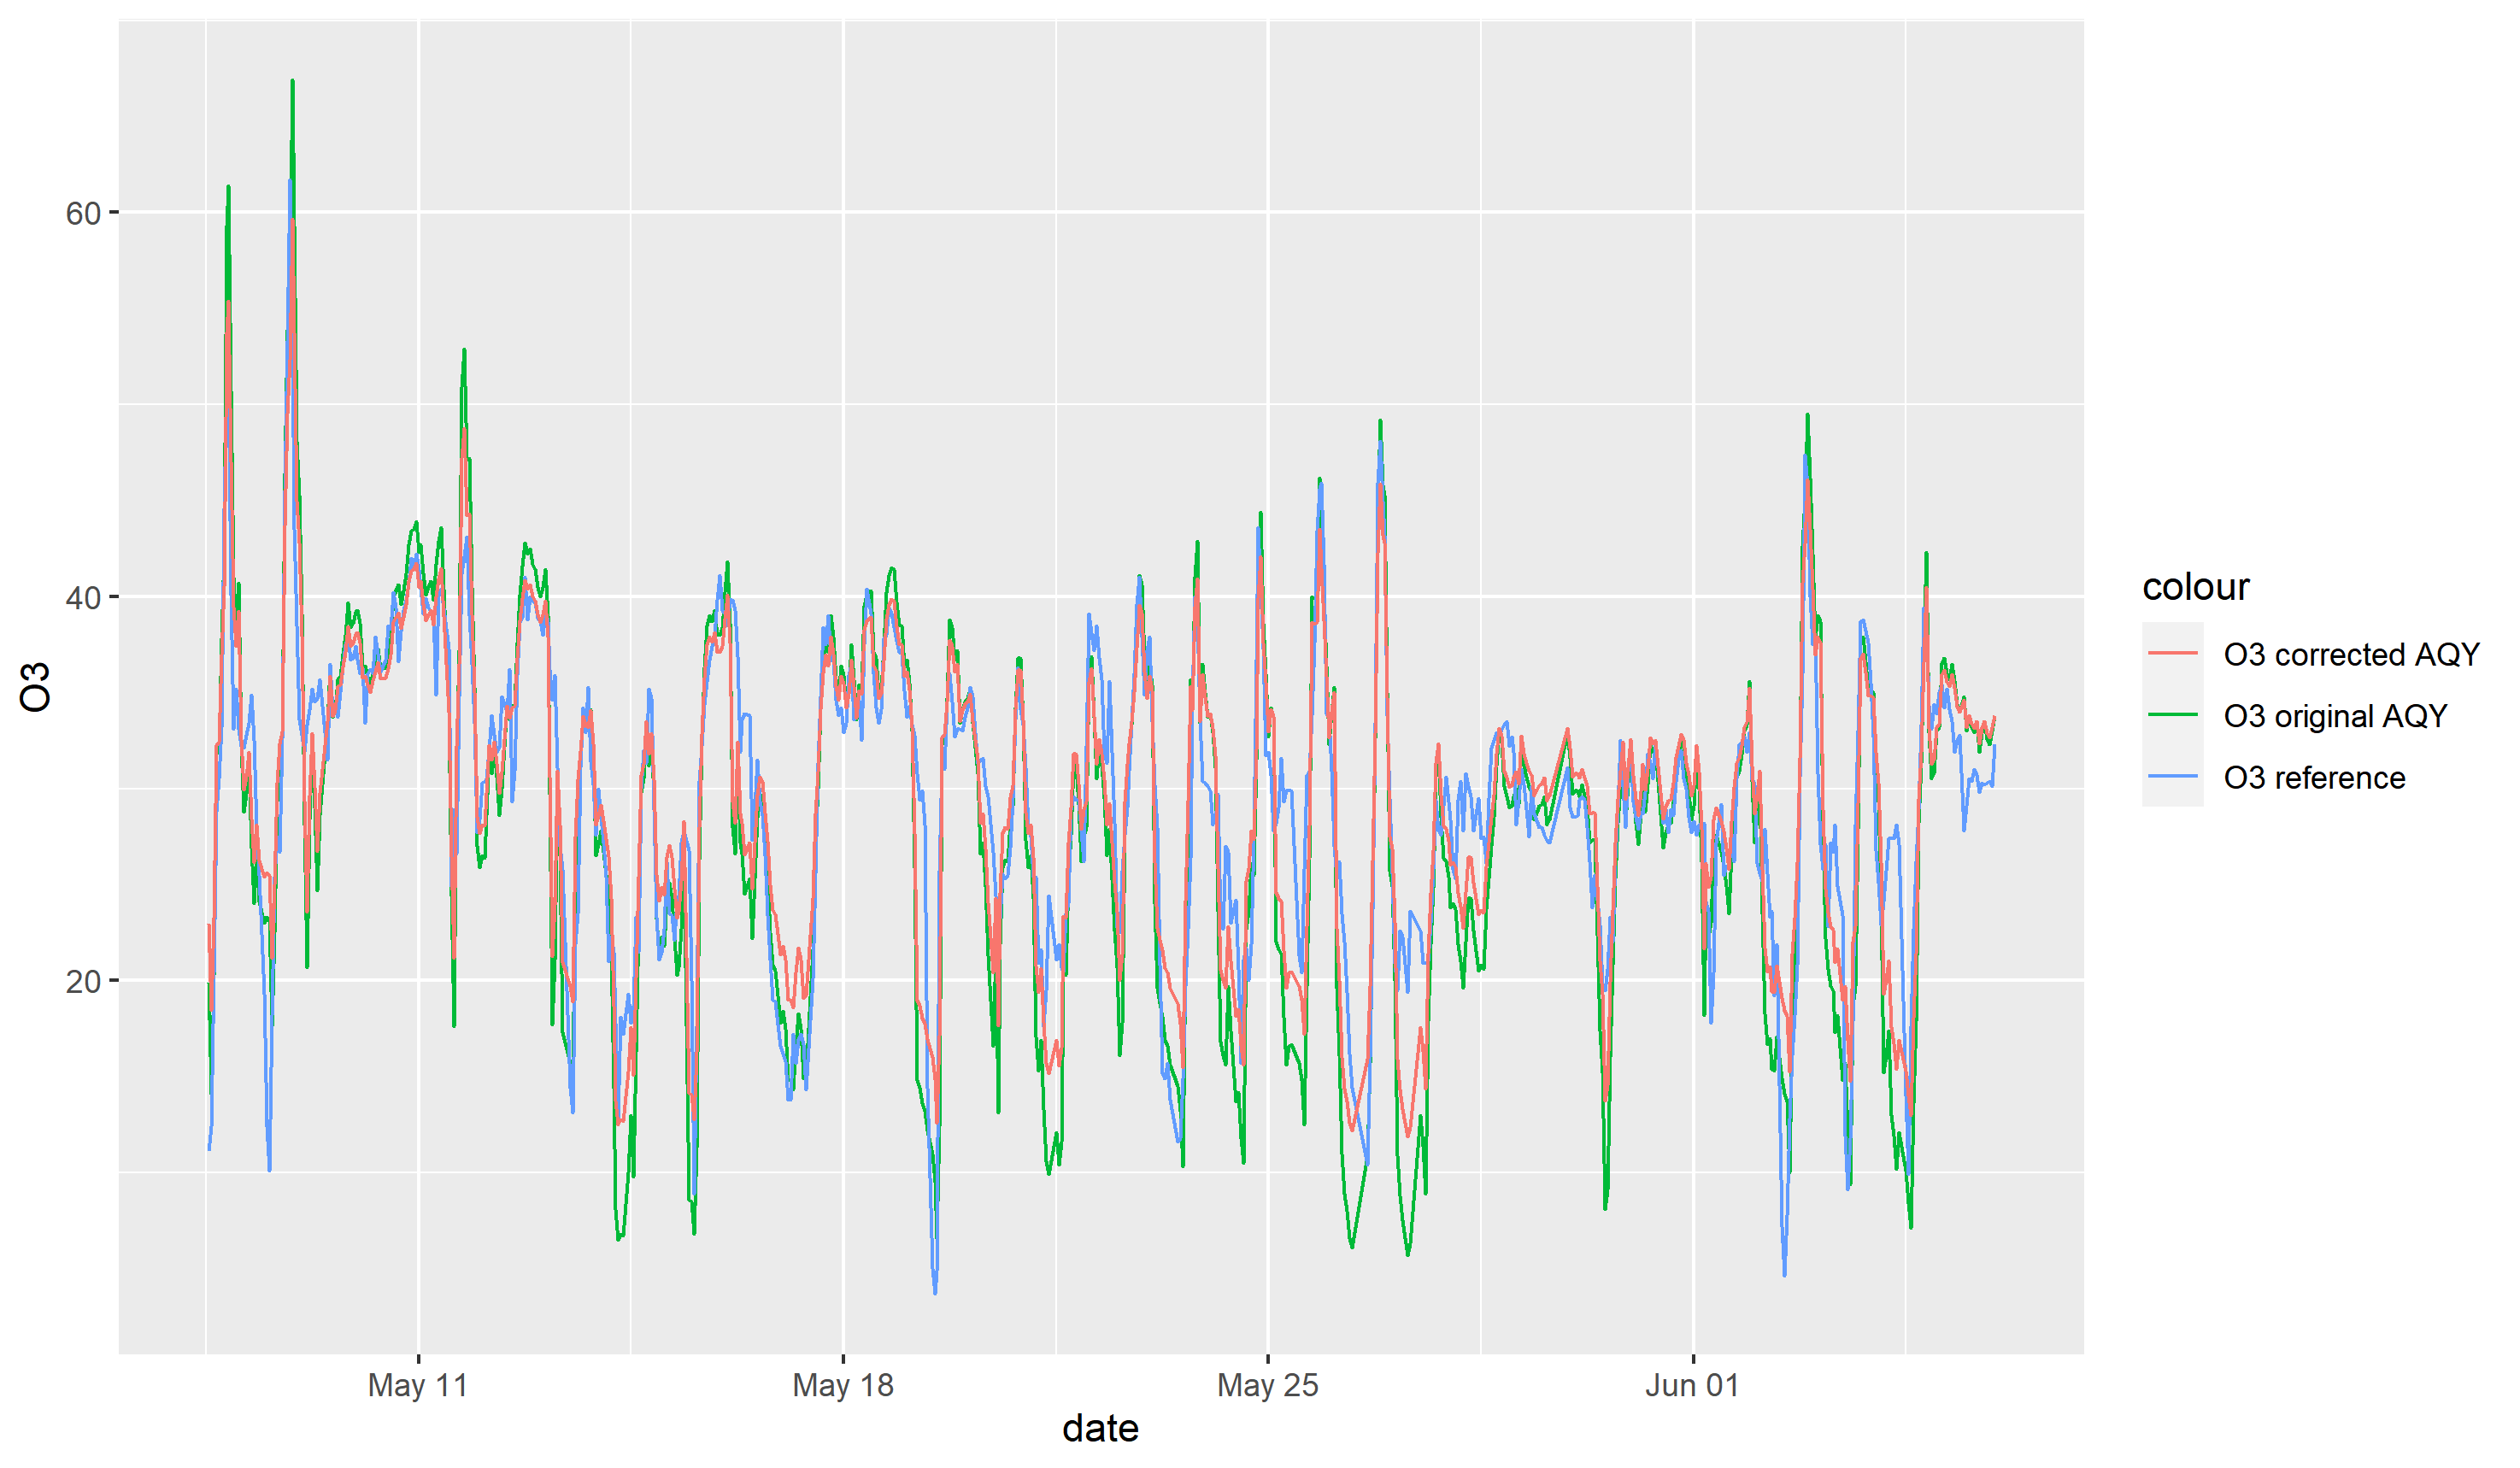 O3
60
40
20
May 11
May 18
May 25
Jun 01
date
colour
O3 corrected AQY
O3 original AQY
O3 reference